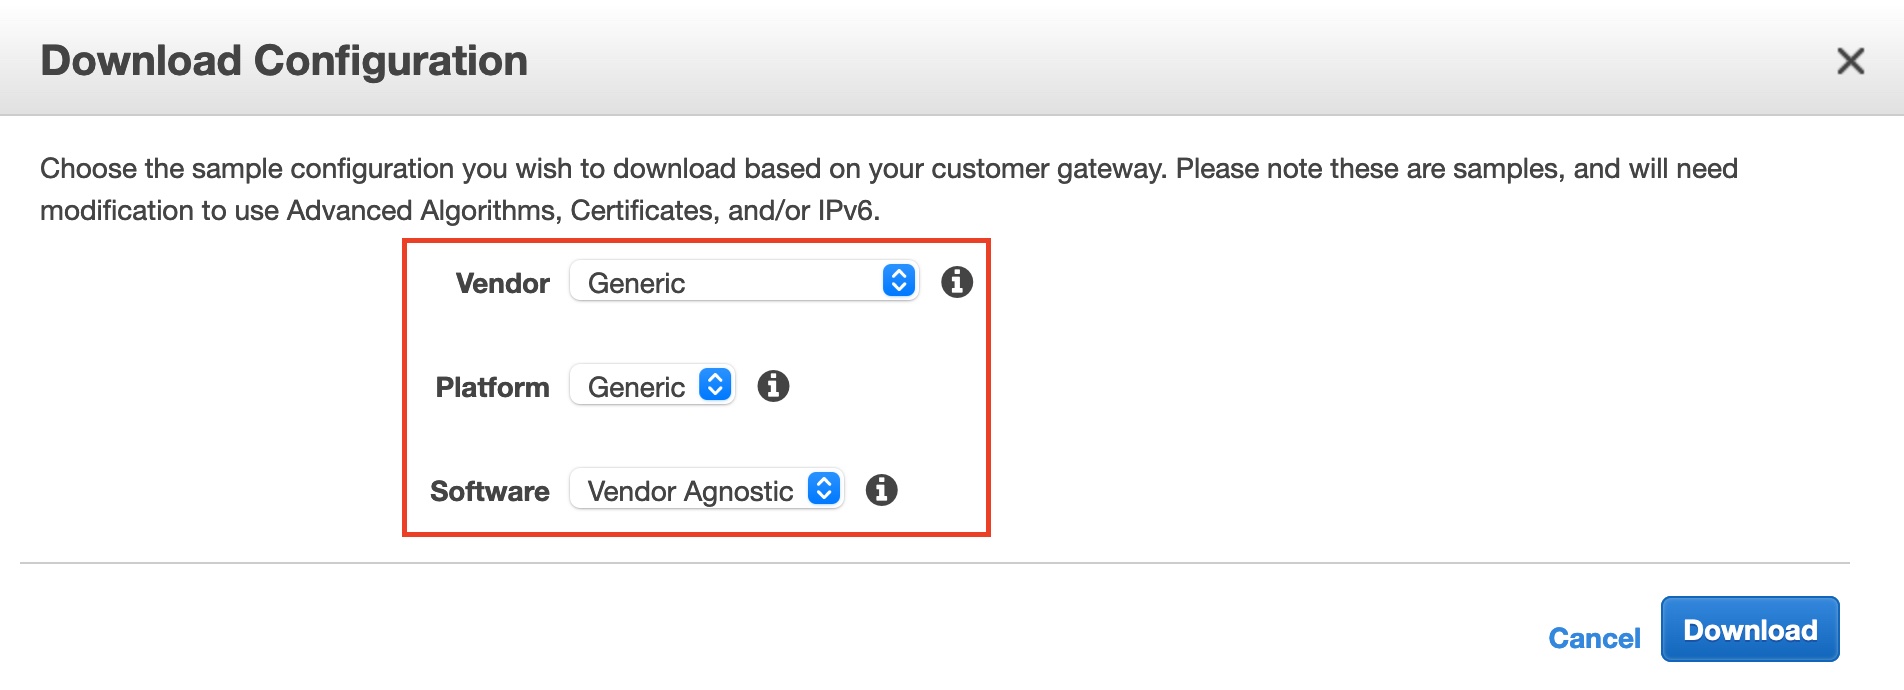 Download Configuration
Choose the sample configuration you wish to download based on your customer gateway. Please note these are samples, and will need
modification to use Advanced Algorithms, Certificates, and/or IPv6.
Vendor Generic
Platform Generic
Software Vendor Agnostic
Cancel Download